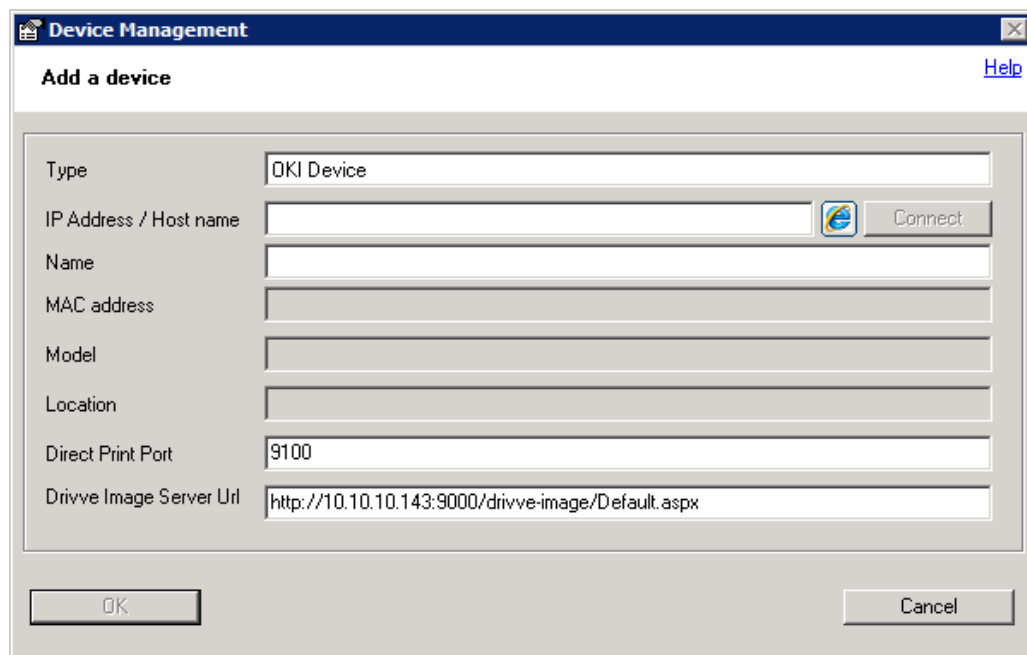 Device Management
Help
Add a device
Type OKI Device
IP Address / Host name Connect
Name
MAC address
Model
Location
Direct Print Port 9100
Drivve Image Server Url http://10.10.10.143:9000/drivve-image/Default.aspx
OK Cancel